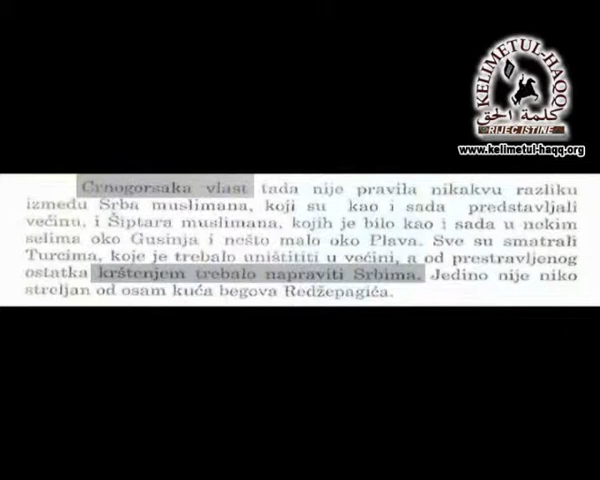 KELIMETUL-HAQQ
كلمة الحق
RIJEC ISTINE
www.kelimetul-haqq.org
Crnogorsaka vlast tada nije pravila nikakvu razliku
između Srba muslimana, koji su kao i sada predstavljali
većinu, i Šiptara muslimana, kojih je bilo kao i sada u nekim
selima oko Gusinja i nešto malo oko Plava. Sve su smatrali
Turcima, koje je trebalo uništititi u većini, a od prestravljenog
ostatka krštenjem trebalo napraviti Srbima. Jedino nije niko
streljan od osam kuća begova Redžepagića.